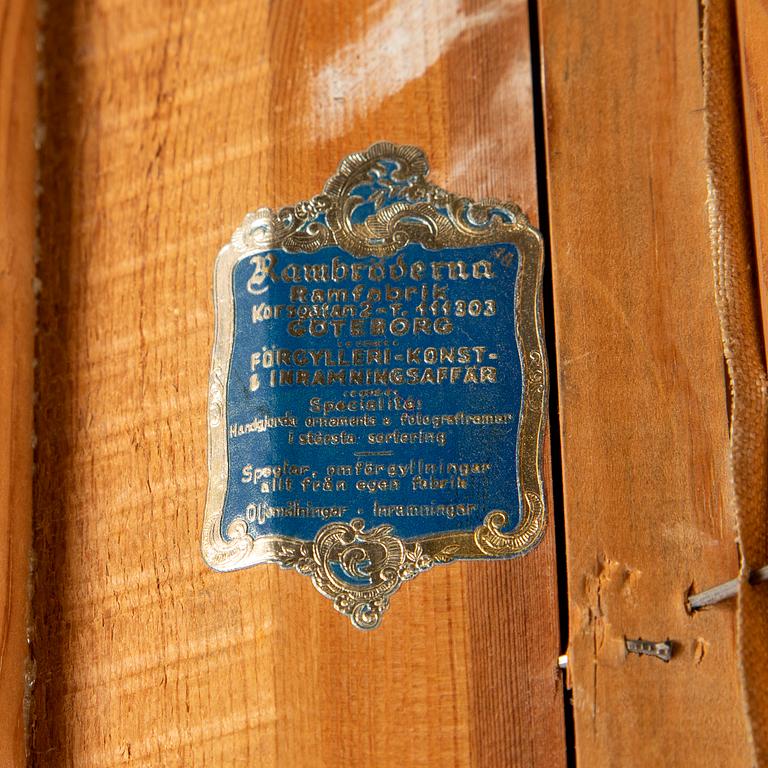 Rambröderna
Ramfabrik
Korsgatan 2 - T. 111303
GÖTEBORG
FÖRGYLLERI-KONST-
& INRAMNINGSAFFÄR
Specialité:
Handgjorda ornaments & fotografiramar
i största sortering
Speglar, omförgyllningar
allt från egen fabrik
Oljemålningar - Inramningar